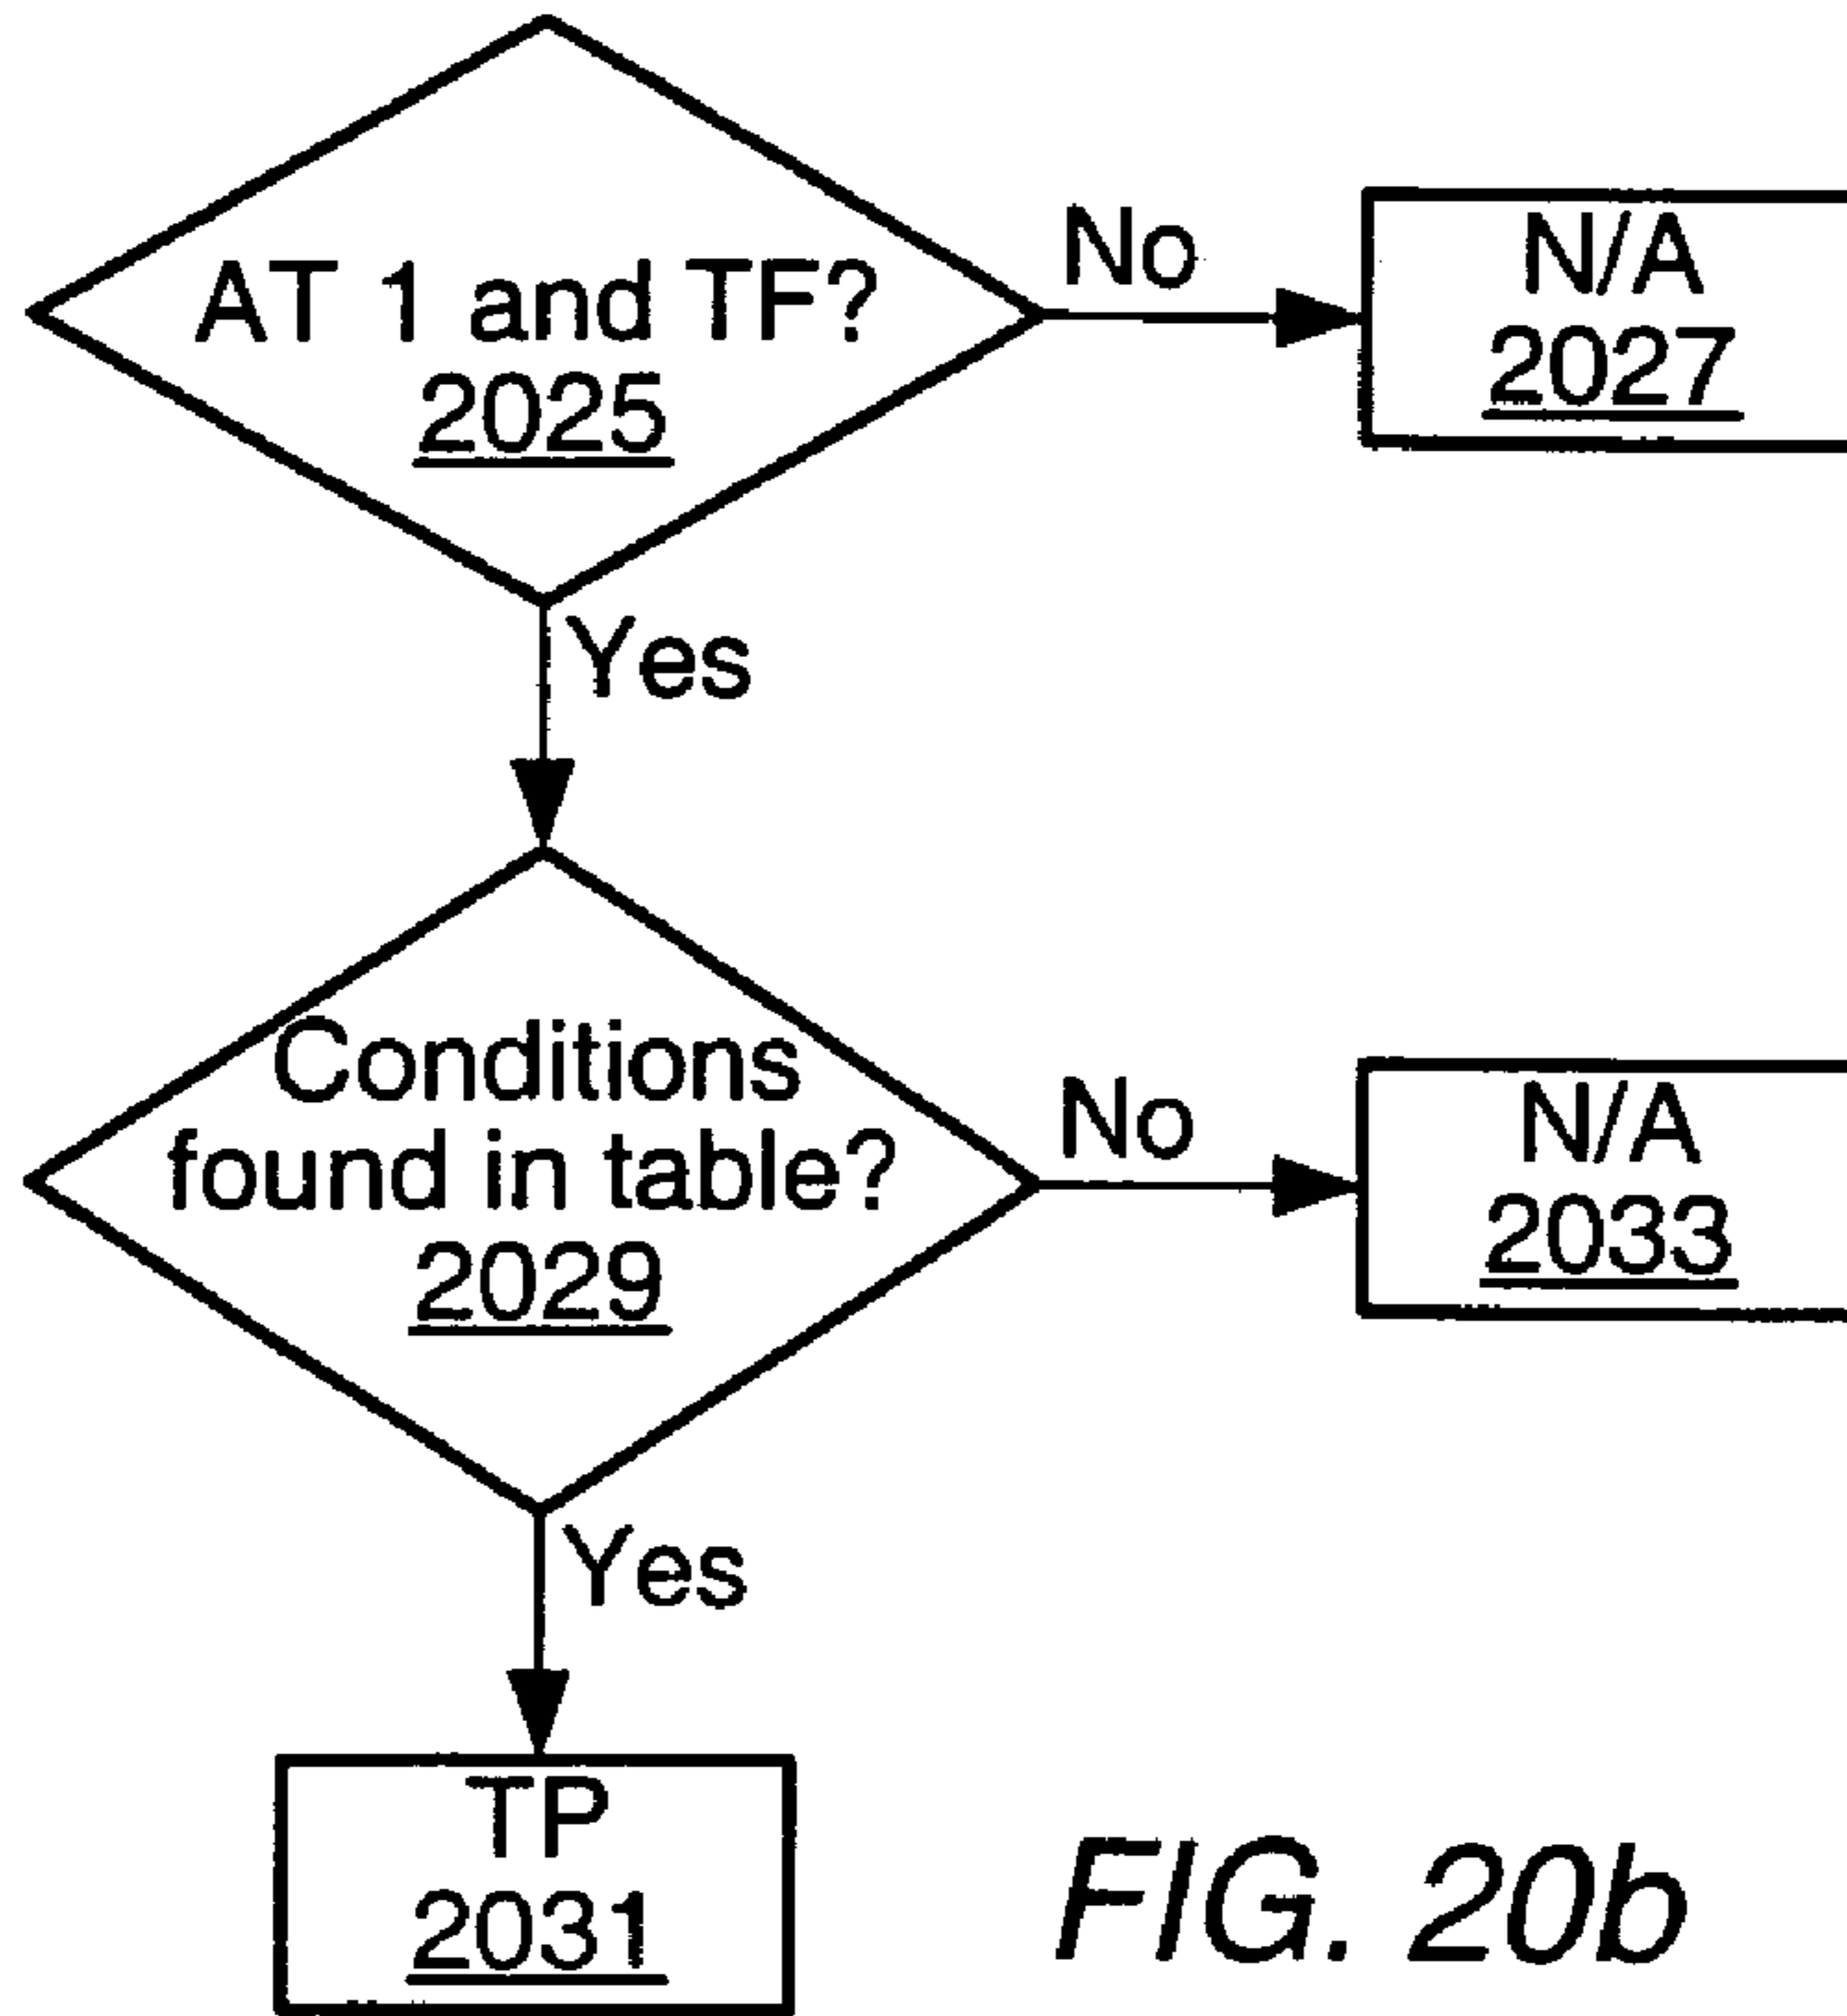 AT 1 and TF?
2025
No
N/A
2027
Yes
Conditions
found in table?
2029
No
N/A
2033
Yes
TP
2031
FIG. 20b